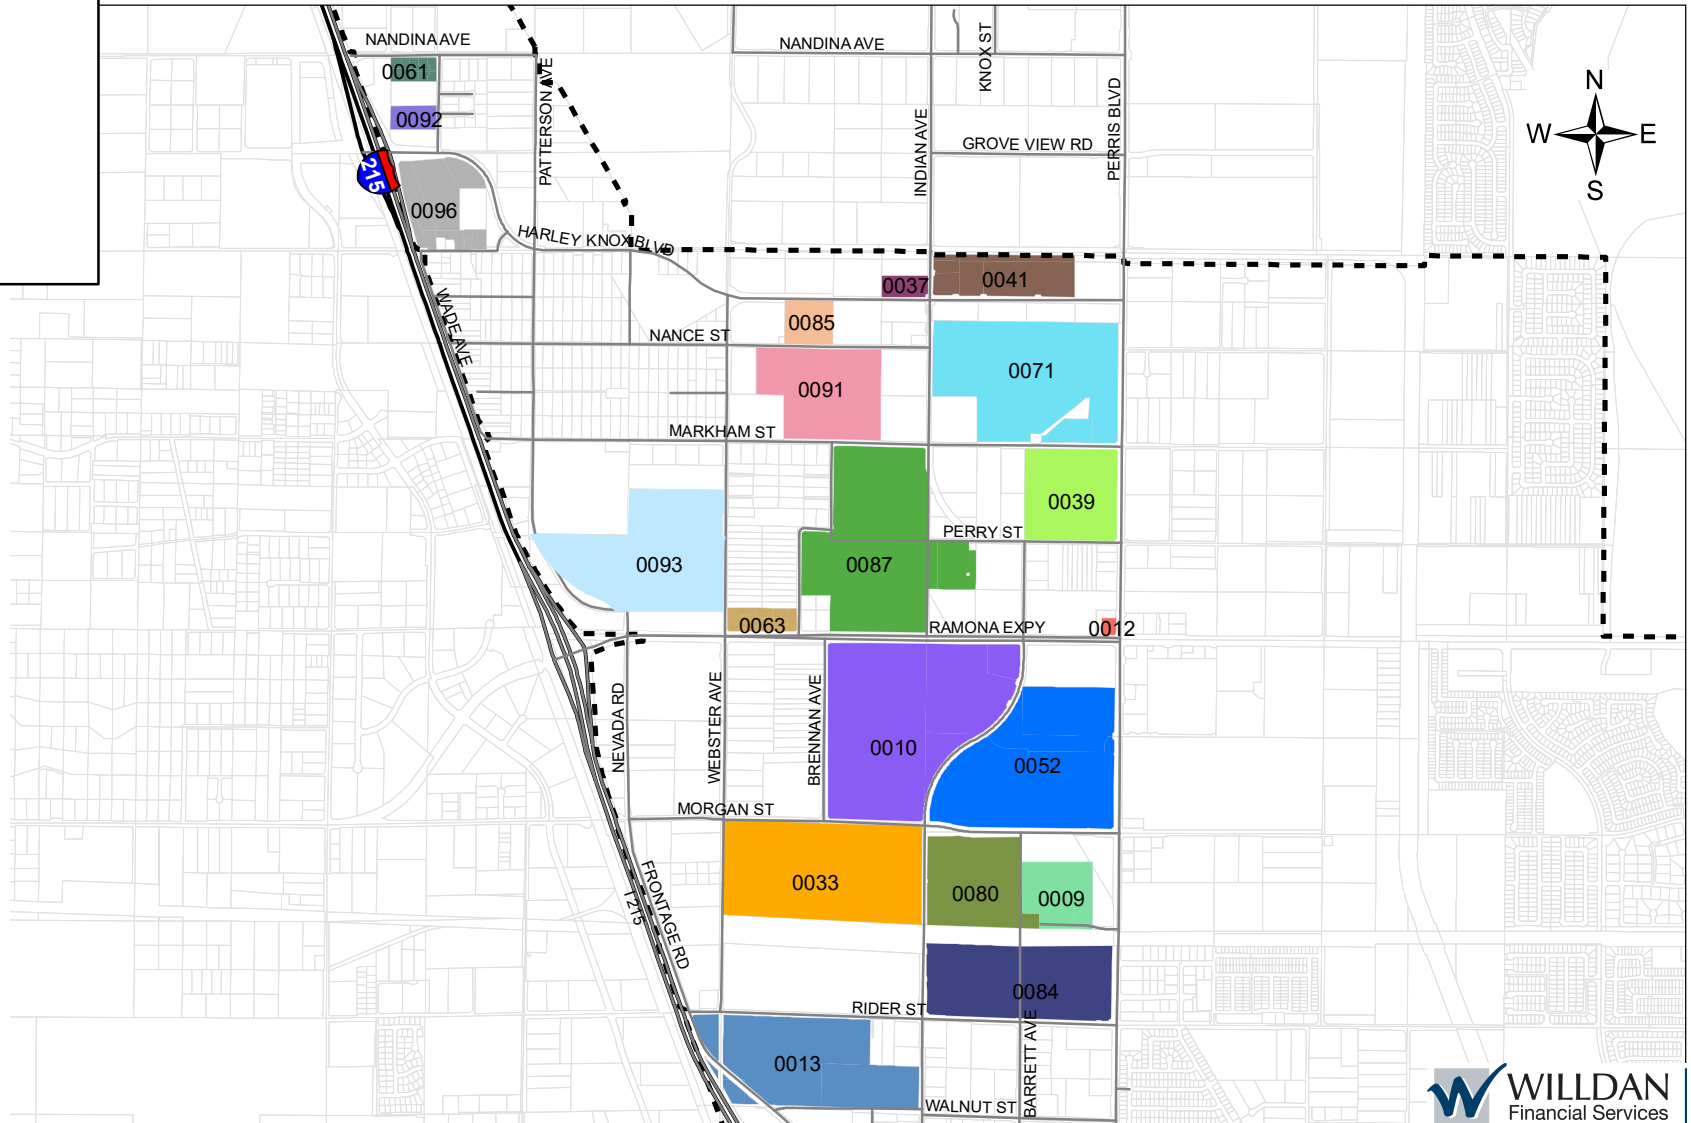 NANDINA AVE
NANDINA AVE
KNOX ST
0061
PATTERSON AVE
PERRIS BLVD
N
0092
INDIAN AVE
W
E
GROVE VIEW RD
215
S
0096
HARLEY KNOX BLVD
0037
0041
WADE AVE
0085
NANCE ST
0071
0091
MARKHAM ST
0039
PERRY ST
0093
0087
0063
RAMONA EXPY
0012
NEVADA RD
WEBSTER AVE
BRENNAN AVE
0010
0052
MORGAN ST
0033
0080
0009
FRONTAGE RD
I 215
0084
RIDER ST
BARRETT AVE
0013
WALNUT ST
WILLDAN
Financial Services